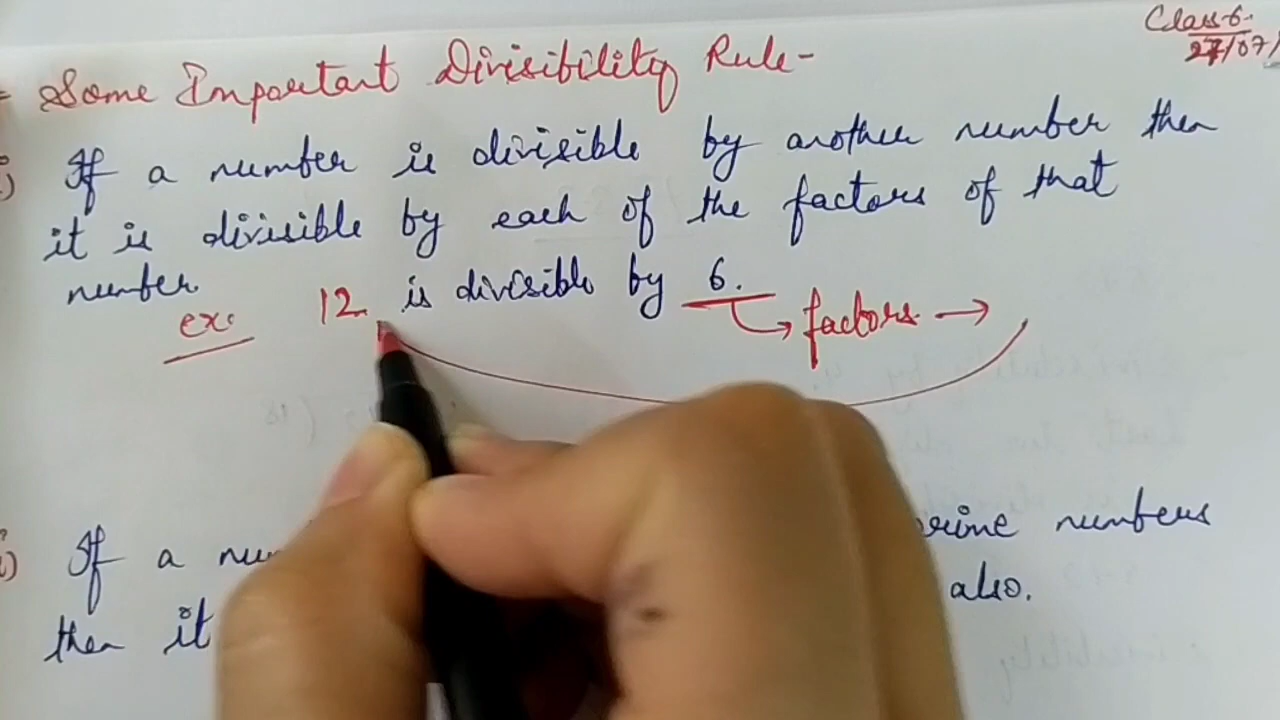 Class-6.
27/07/
Some Important Divisibility Rule-
i) If a number is divisible by another number then
it is divisible by each of the factors of that
number.
ex: 12 is divisible by 6. factors →
If a numbers
then it also.